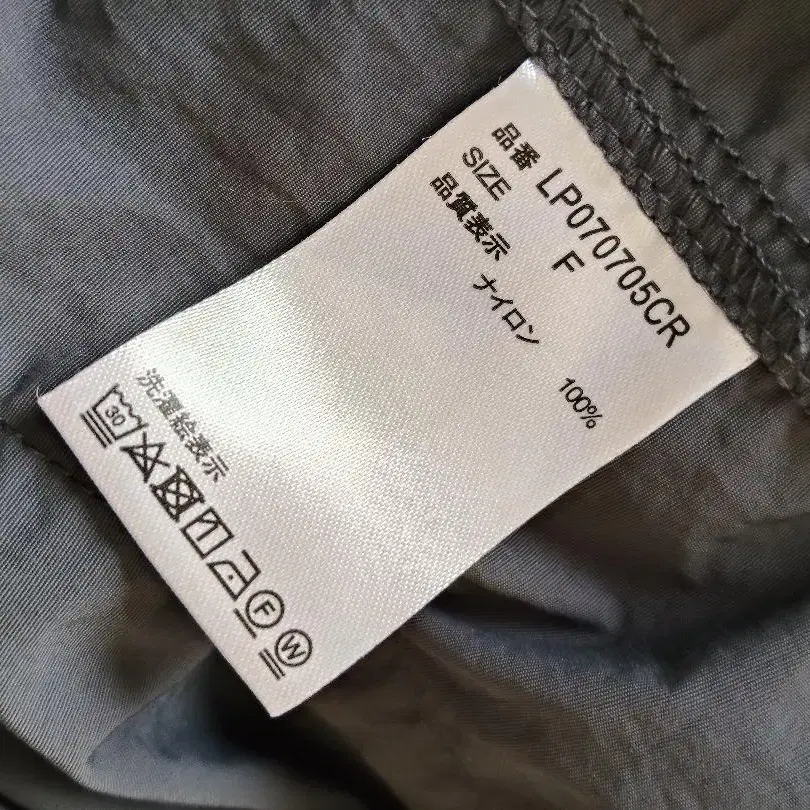 品番 LP070705CR
SIZE F
品質表示
ナイロン 100%
洗濯絵表示
30
F
W